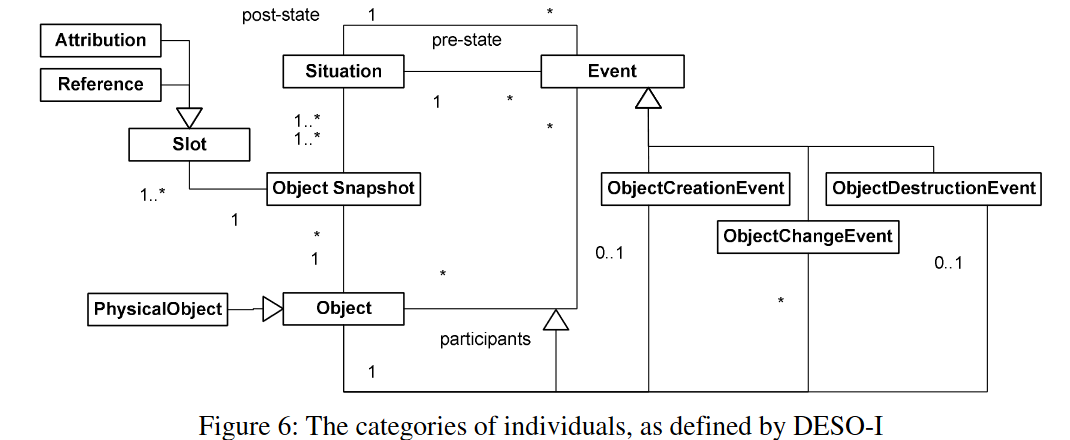 post-state 1 *
Attribution
pre-state
Reference
Situation
Event
1 *
1..*
*
1..*
Slot
Object Snapshot
ObjectCreationEvent
ObjectDestructionEvent
1..*
1
*
ObjectChangeEvent
1
0..1
0..1
*
*
PhysicalObject
Object
participants
1
Figure 6: The categories of individuals, as defined by DESO-I